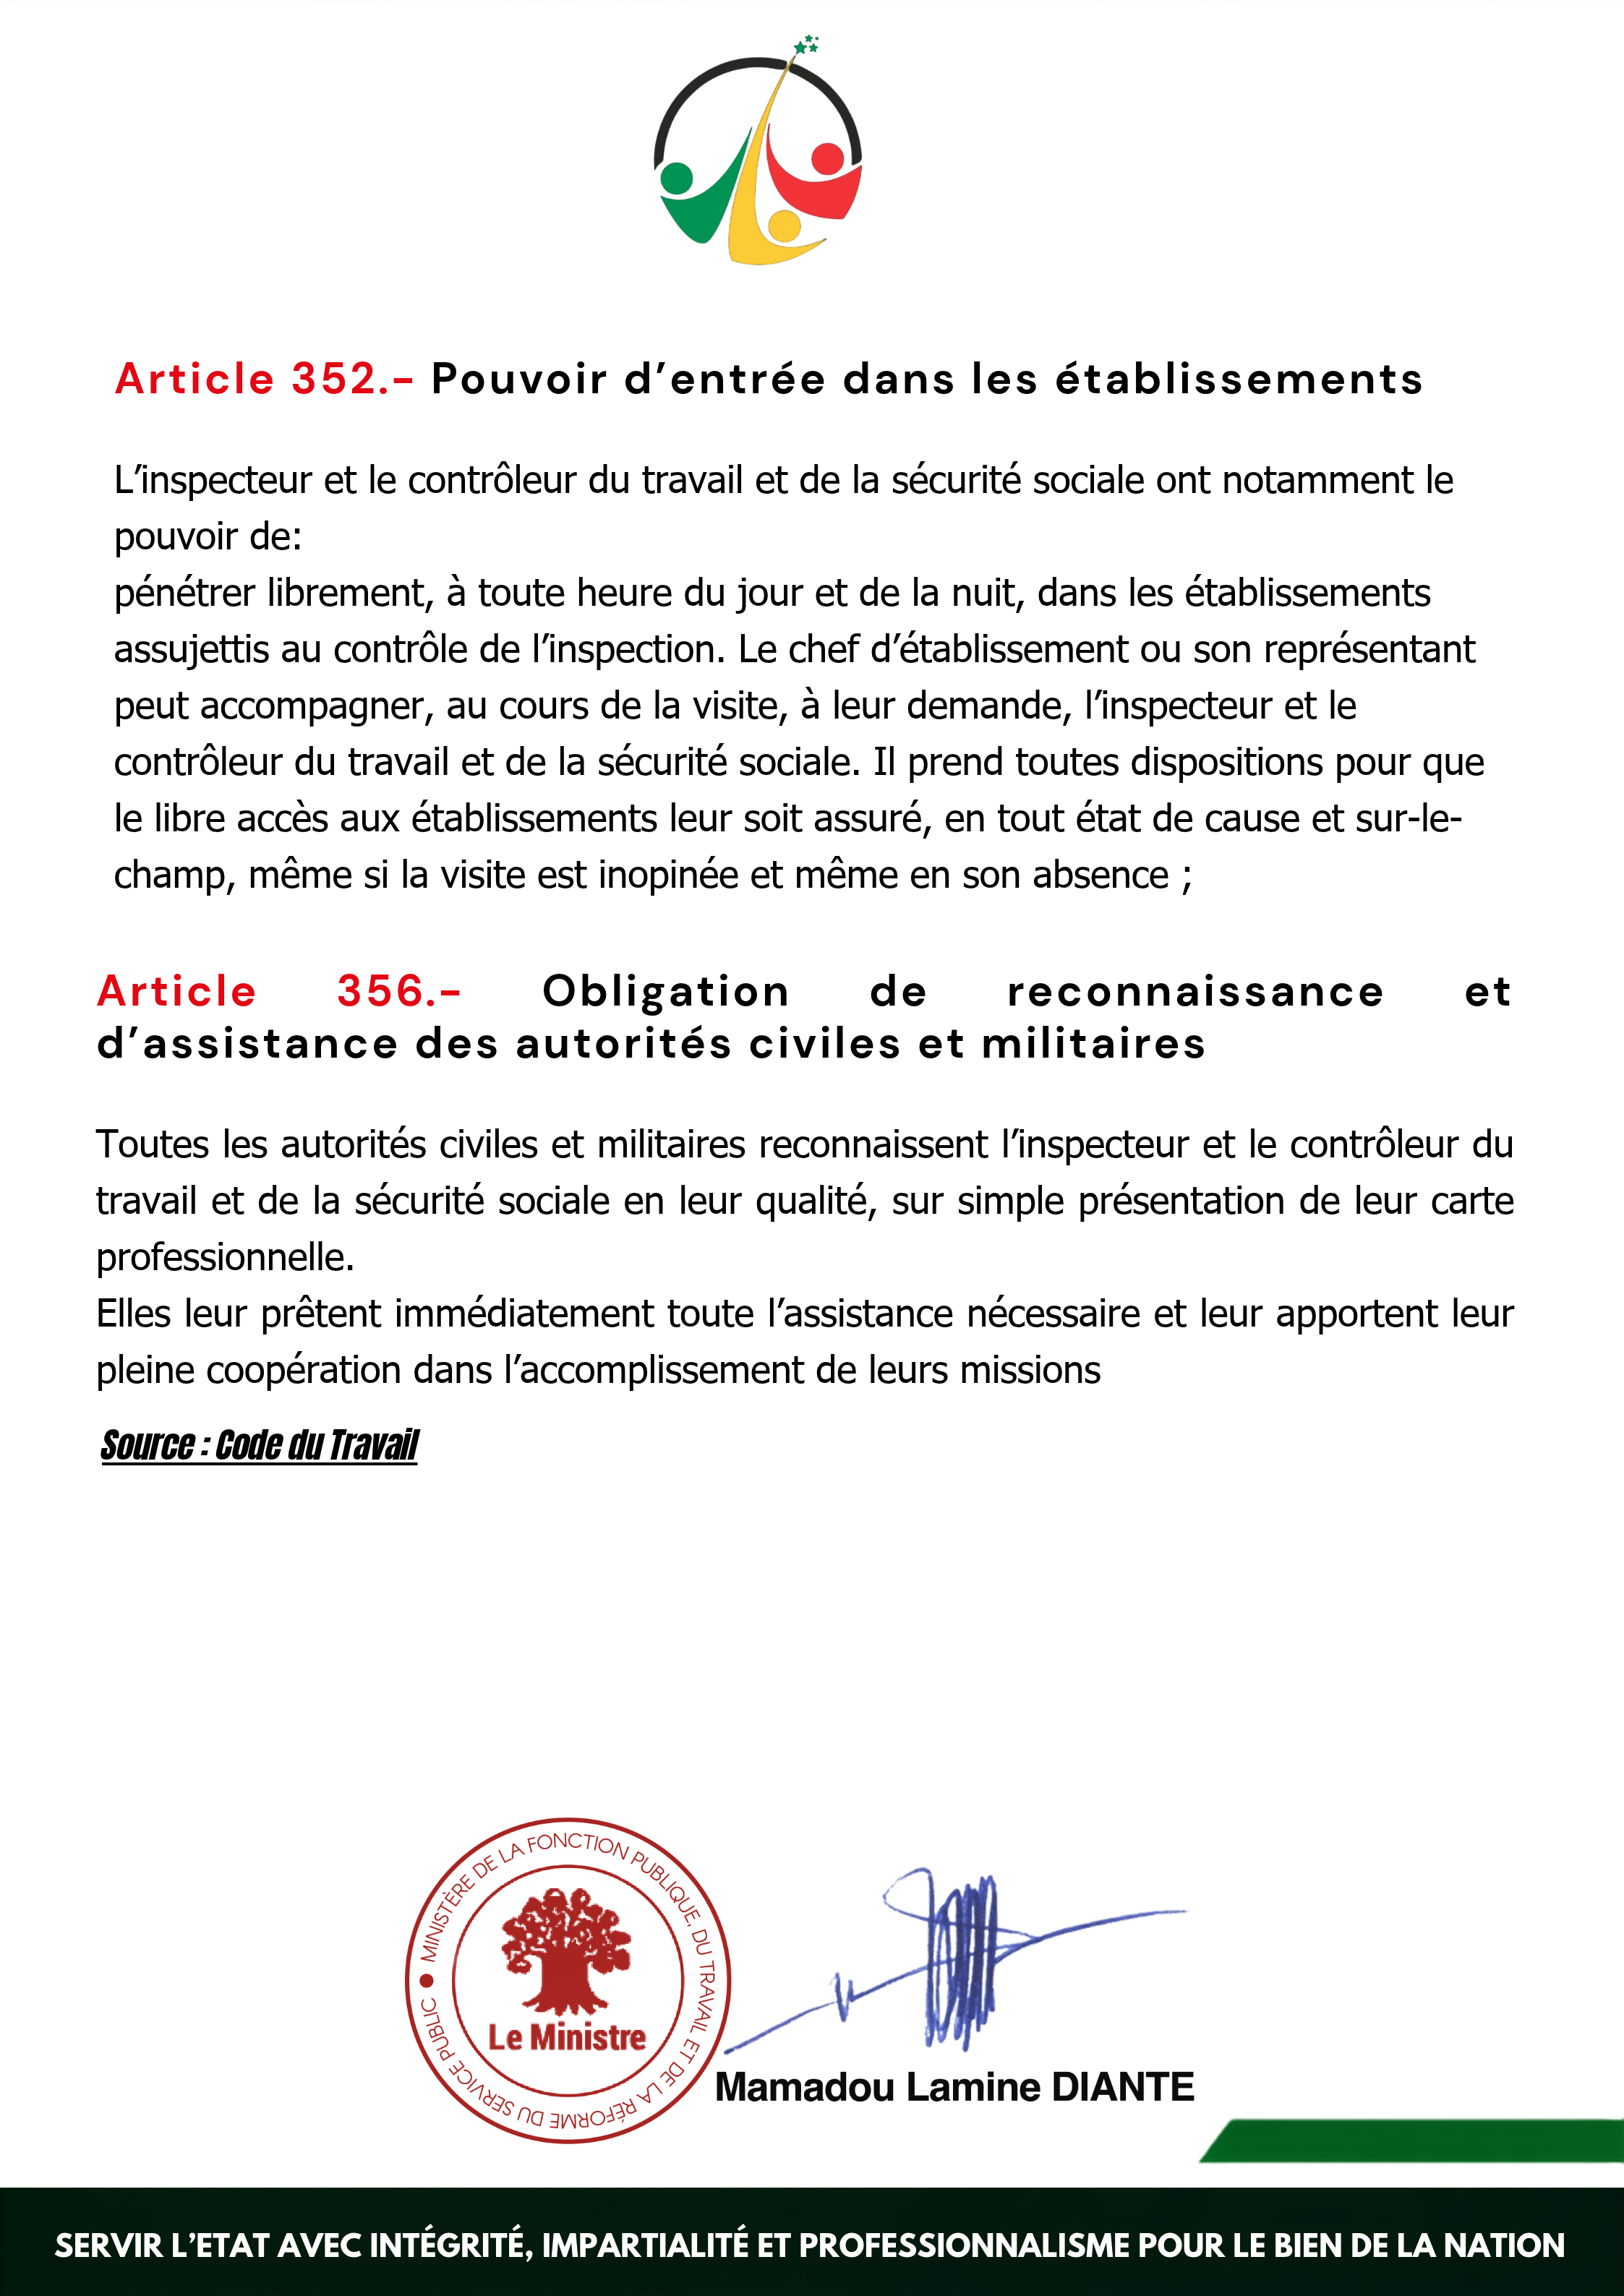 Article 352.- Pouvoir d’entrée dans les établissements
L’inspecteur et le contrôleur du travail et de la sécurité sociale ont notamment le
pouvoir de:
pénétrer librement, à toute heure du jour et de la nuit, dans les établissements
assujettis au contrôle de l’inspection. Le chef d’établissement ou son représentant
peut accompagner, au cours de la visite, à leur demande, l’inspecteur et le
contrôleur du travail et de la sécurité sociale. Il prend toutes dispositions pour que
le libre accès aux établissements leur soit assuré, en tout état de cause et sur-le-
champ, même si la visite est inopinée et même en son absence ;
Article 356.- Obligation de reconnaissance et
d’assistance des autorités civiles et militaires
Toutes les autorités civiles et militaires reconnaissent l’inspecteur et le contrôleur du
travail et de la sécurité sociale en leur qualité, sur simple présentation de leur carte
professionnelle.
Elles leur prêtent immédiatement toute l’assistance nécessaire et leur apportent leur
pleine coopération dans l’accomplissement de leurs missions
Source : Code du Travail
MINISTÈRE DE LA FONCTION PUBLIQUE, DU TRAVAIL ET DE LA RÉFORME DU SERVICE PUBLIC
Le Ministre
Mamadou Lamine DIANTE
SERVIR L’ETAT AVEC INTÉGRITÉ, IMPARTIALITÉ ET PROFESSIONNALISME POUR LE BIEN DE LA NATION